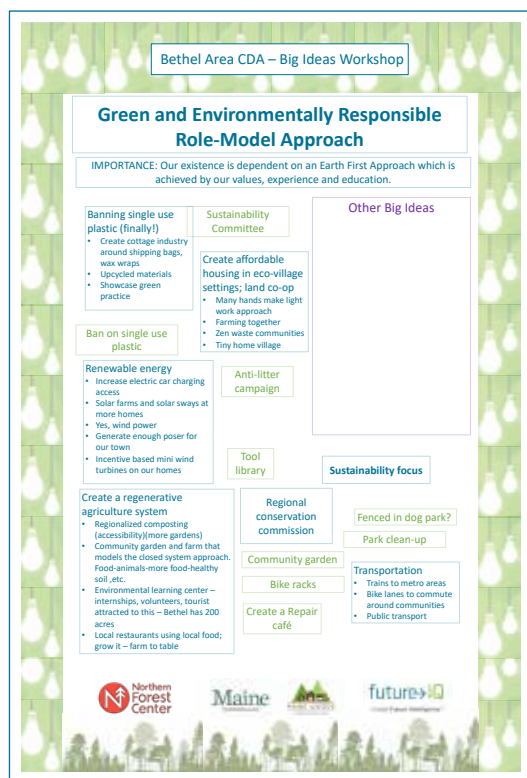 Bethel Area CDA – Big Ideas Workshop
Green and Environmentally Responsible
Role-Model Approach
IMPORTANCE: Our existence is dependent on an Earth First Approach which is
achieved by our values, experience and education.
Banning single use
plastic (finally!)
• Create cottage industry
around shipping bags,
wax wraps
• Upcycled materials
• Showcase green
practice
Sustainability
Committee
Other Big Ideas
Create affordable
housing in eco-village
settings; land co-op
• Many hands make light
work approach
• Farming together
• Zen waste communities
• Tiny home village
Ban on single use
plastic
Renewable energy
• Increase electric car charging
access
• Solar farms and solar sways at
more homes
• Yes, wind power
• Generate enough poser for
our town
• Incentive based mini wind
turbines on our homes
Anti-litter
campaign
Tool
library
Sustainability focus
Create a regenerative
agriculture system
• Regionalized composting
(accessibility)(more gardens)
• Community garden and farm that
models the closed system approach.
Food-animals-more food-healthy
soil ,etc.
• Environmental learning center –
internships, volunteers, tourist
attracted to this – Bethel has 200
acres
• Local restaurants using local food;
grow it – farm to table
Regional
conservation
commission
Fenced in dog park?
Park clean-up
Community garden
Bike racks
Create a Repair
café
Transportation
• Trains to metro areas
• Bike lanes to commute
around communities
• Public transport
Northern
Forest
Center
Maine
future iQ